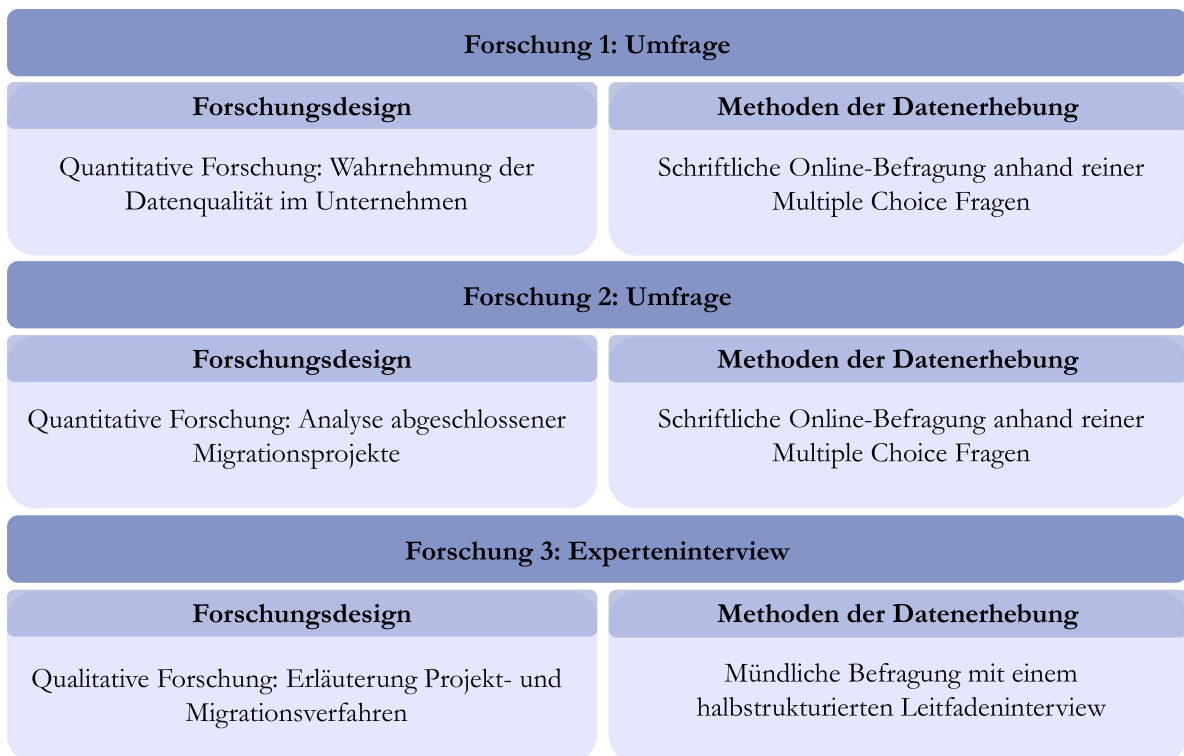 Forschung 1: Umfrage
Forschungsdesign
Quantitative Forschung: Wahrnehmung der
Datenqualität im Unternehmen
Methoden der Datenerhebung
Schriftliche Online-Befragung anhand reiner
Multiple Choice Fragen
Forschung 2: Umfrage
Forschungsdesign
Quantitative Forschung: Analyse abgeschlossener
Migrationsprojekte
Methoden der Datenerhebung
Schriftliche Online-Befragung anhand reiner
Multiple Choice Fragen
Forschung 3: Experteninterview
Forschungsdesign
Qualitative Forschung: Erläuterung Projekt- und
Migrationsverfahren
Methoden der Datenerhebung
Mündliche Befragung mit einem
halbstrukturierten Leitfadeninterview